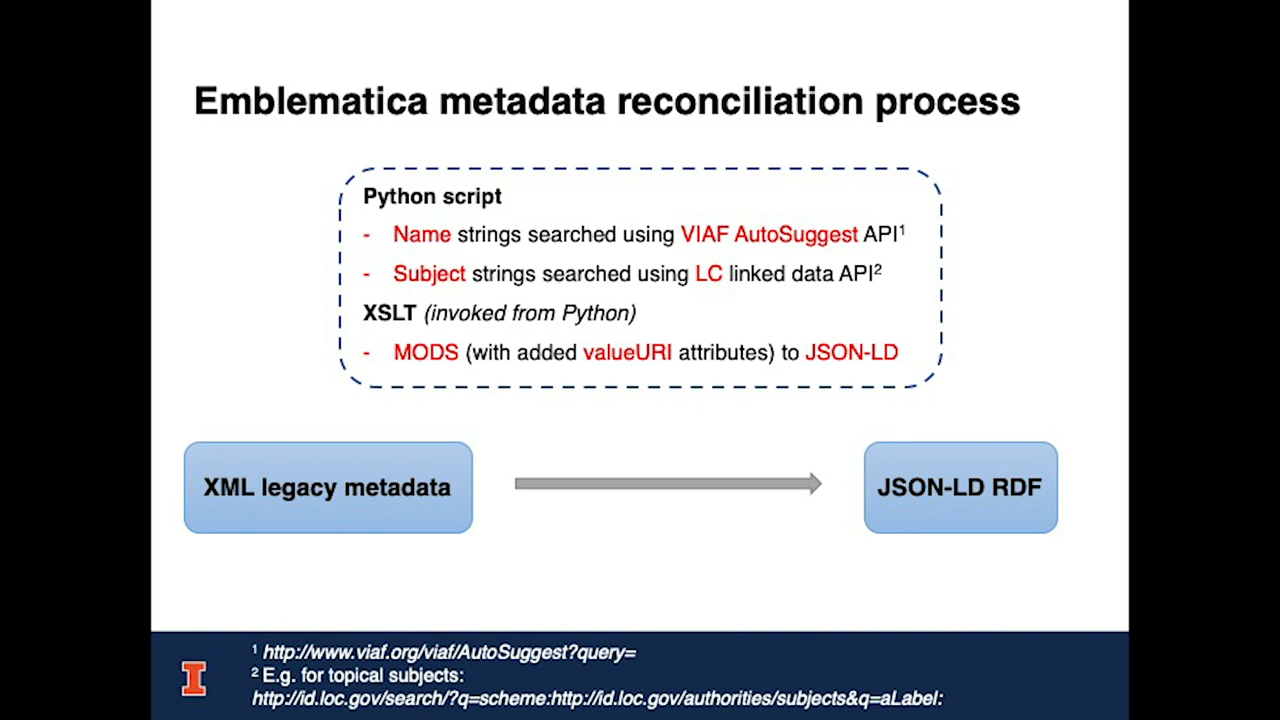 Emblematica metadata reconciliation process
Python script
- Name strings searched using VIAF AutoSuggest API¹
- Subject strings searched using LC linked data API²
XSLT (invoked from Python)
- MODS (with added valueURI attributes) to JSON-LD
XML legacy metadata
JSON-LD RDF
¹ http://www.viaf.org/viaf/AutoSuggest?query=
² E.g. for topical subjects:
http://id.loc.gov/search/?q=scheme:http://id.loc.gov/authorities/subjects&q=aLabel:
I